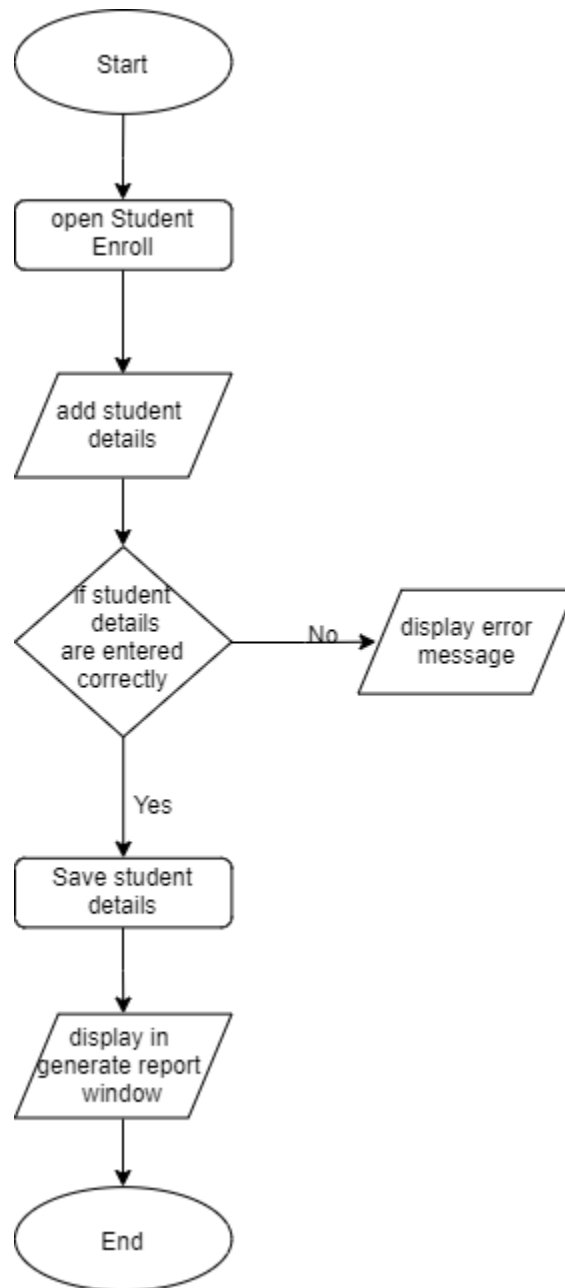 Start
open Student
Enroll
add student
details
if student
details
are entered
correctly
No
display error
message
Yes
Save student
details
display in
generate report
window
End